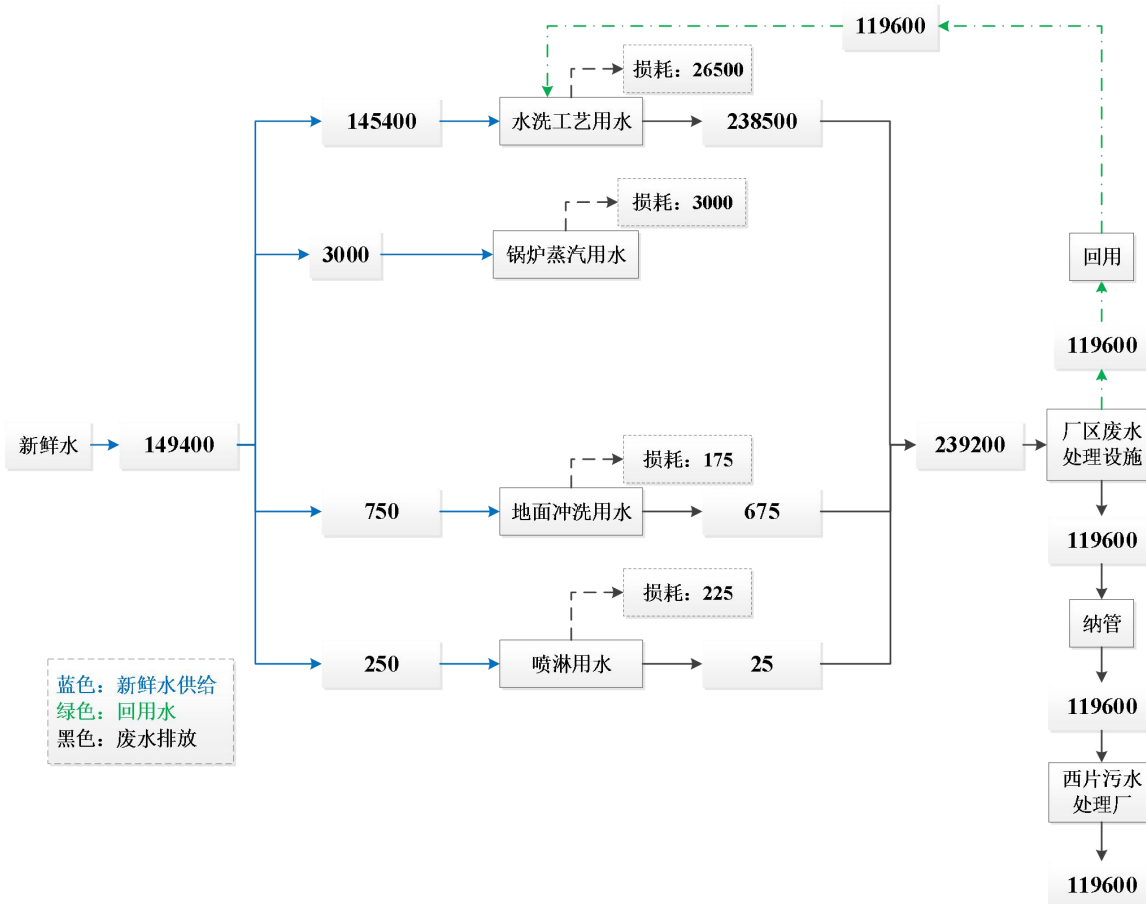 119600
损耗：26500
145400
水洗工艺用水
238500
损耗：3000
3000
锅炉蒸汽用水
回用
119600
新鲜水
149400
损耗：175
750
地面冲洗用水
675
239200
厂区废水
处理设施
119600
损耗：225
250
喷淋用水
25
纳管
119600
蓝色：新鲜水供给
绿色：回用水
黑色：废水排放
西片污水
处理厂
119600